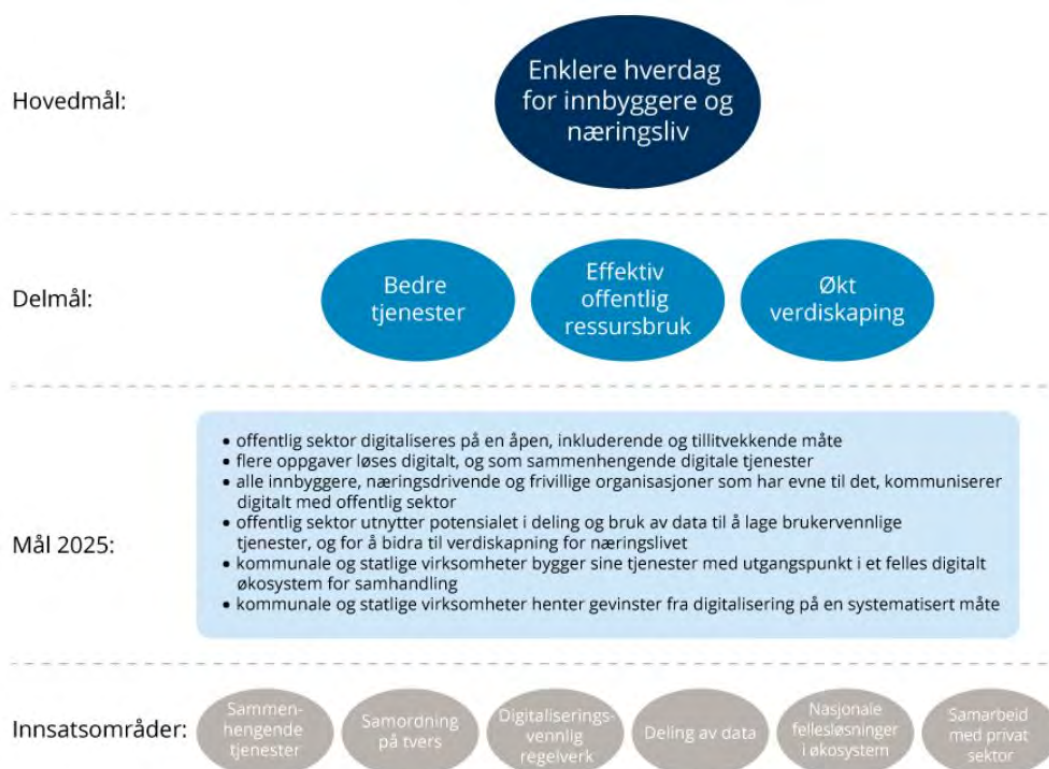 Hovedmål:
Enklere hverdag
for innbyggere og
næringsliv
Delmål:
Bedre
tjenester
Effektiv
offentlig
ressursbruk
Økt
verdiskaping
Mål 2025:
• offentlig sektor digitaliseres på en åpen, inkluderende og tillitvekkende måte
• flere oppgaver løses digitalt, og som sammenhengende digitale tjenester
• alle innbyggere, næringsdrivende og frivillige organisasjoner som har evne til det, kommuniserer
digitalt med offentlig sektor
• offentlig sektor utnytter potensialet i deling og bruk av data til å lage brukervennlige
tjenester, og for å bidra til verdiskapning for næringslivet
• kommunale og statlige virksomheter bygger sine tjenester med utgangspunkt i et felles digitalt
økosystem for samhandling
• kommunale og statlige virksomheter henter gevinster fra digitalisering på en systematisert måte
Innsatsområder:
Sammen-
hengende
tjenester
Samordning
på tvers
Digitaliserings-
vennlig
regelverk
Deling av data
Nasjonale
fellesløsninger
i økosystem
Samarbeid
med privat
sektor